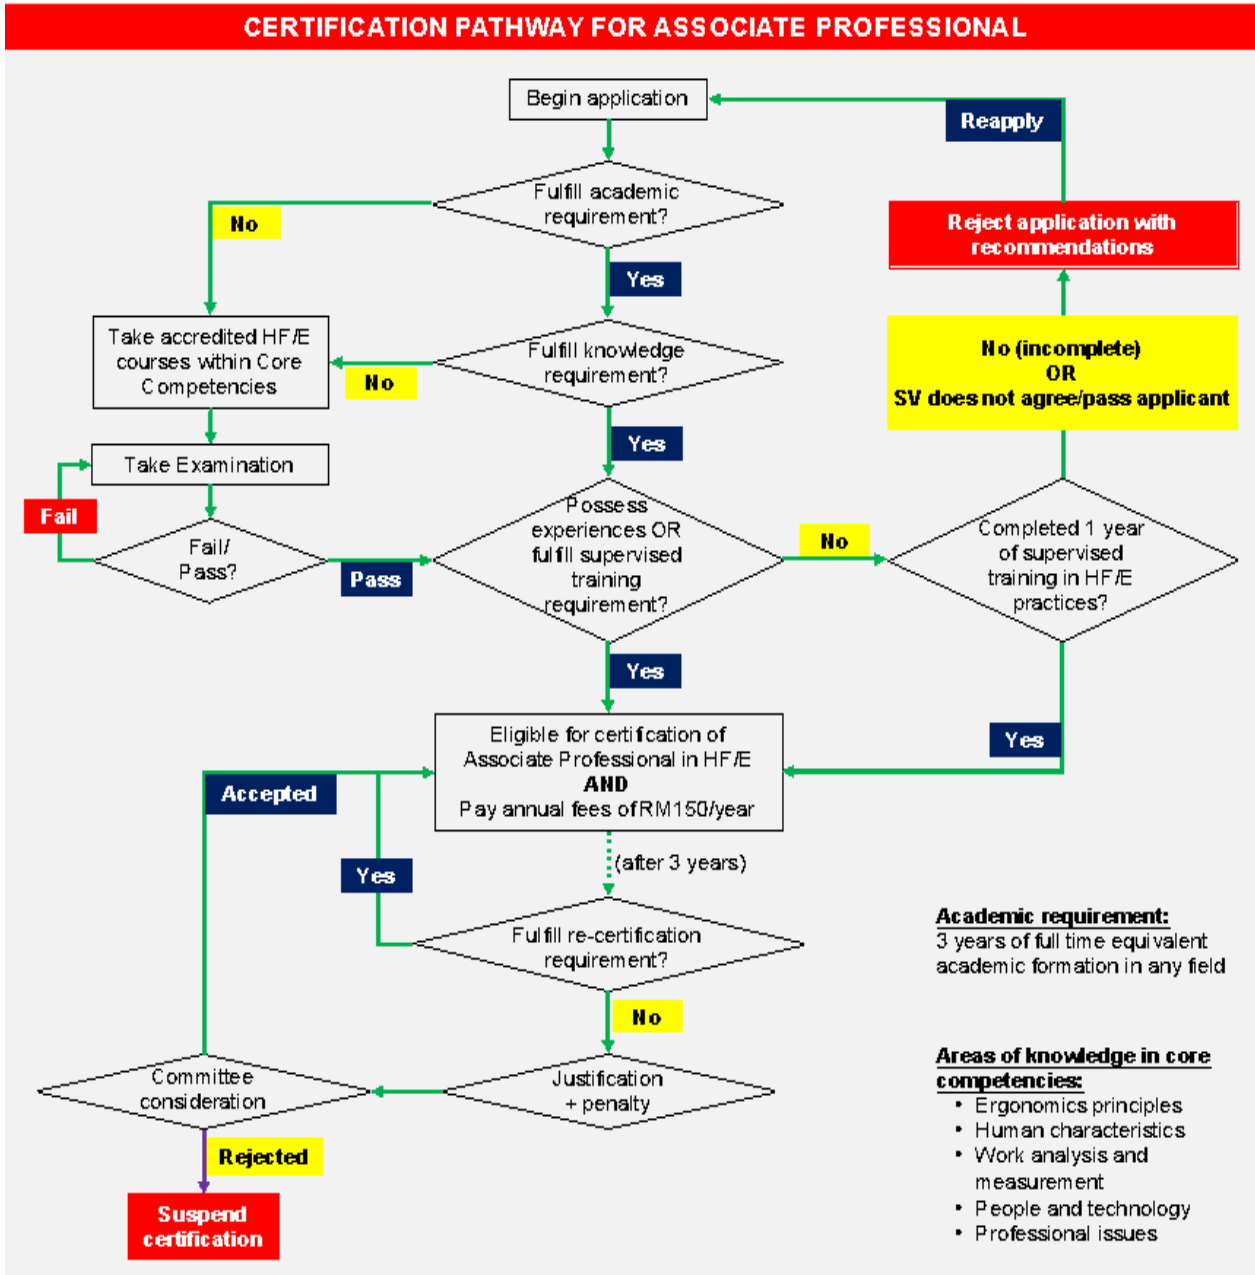 CERTIFICATION PATHWAY FOR ASSOCIATE PROFESSIONAL
Begin application
Reapply
Fulfill academic
requirement?
No
Reject application with
recommendations
Yes
Take accredited HF/E
courses within Core
Competencies
Fulfill knowledge
requirement?
No
No (incomplete)
OR
SV does not agree/pass applicant
Yes
Take Examination
Fail
Fail/
Pass?
Pass
Possess
experiences OR
fulfill supervised
training
requirement?
No
Completed 1 year
of supervised
training in HF/E
practices?
Yes
Yes
Eligible for certification of
Associate Professional in HF/E
AND
Pay annual fees of RM150/year
Accepted
(after 3 years)
Yes
Fulfill re-certification
requirement?
No
Justification
+ penalty
Committee
consideration
Rejected
Suspend
certification
Academic requirement:
3 years of full time equivalent
academic formation in any field
Areas of knowledge in core
competencies:
• Ergonomics principles
• Human characteristics
• Work analysis and
measurement
• People and technology
• Professional issues